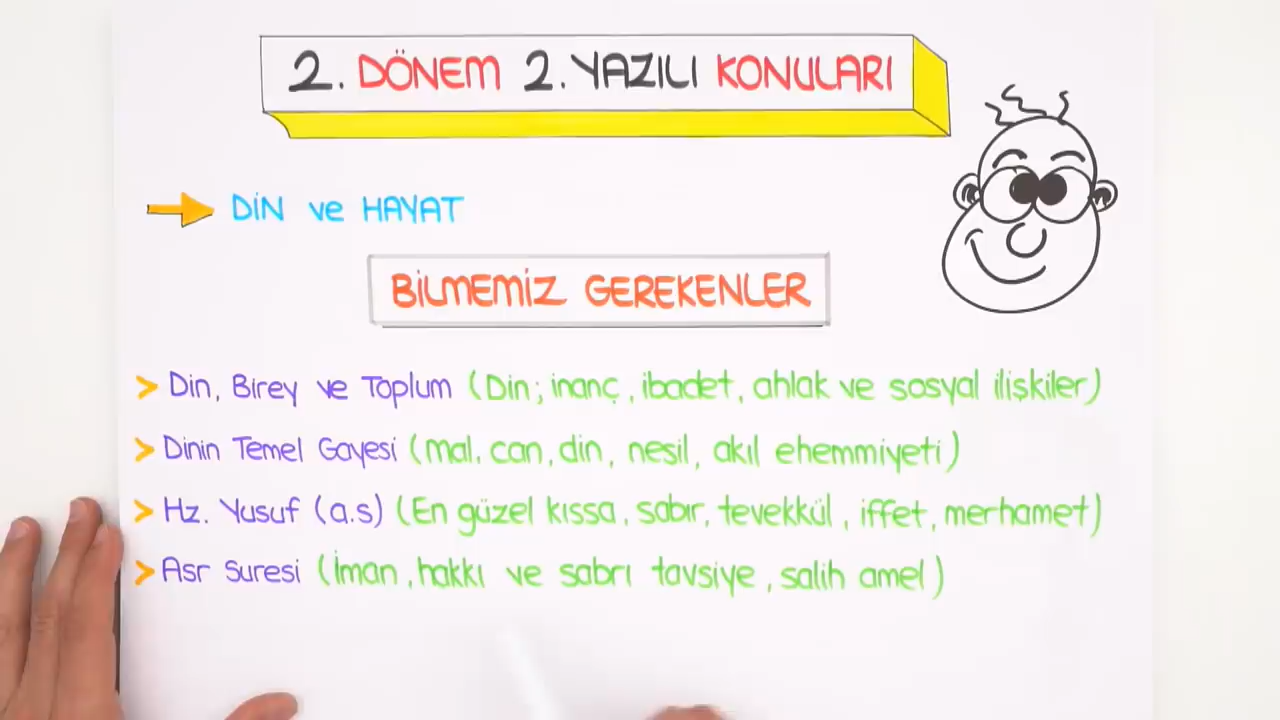 2. DÖNEM 2. YAZILI KONULARI
DİN ve HAYAT
BİLMEMİZ GEREKENLER
> Din, Birey ve Toplum (Din; inanç, ibadet, ahlak ve sosyal ilişkiler)
> Dinin Temel Gayesi (mal, can, din, nesil, akıl ehemmiyeti)
> Hz. Yusuf (a.s) (En güzel kıssa, sabır, tevekkül, iffet, merhamet)
> Asr Suresi (İman, hakkı ve sabrı tavsiye, salih amel)